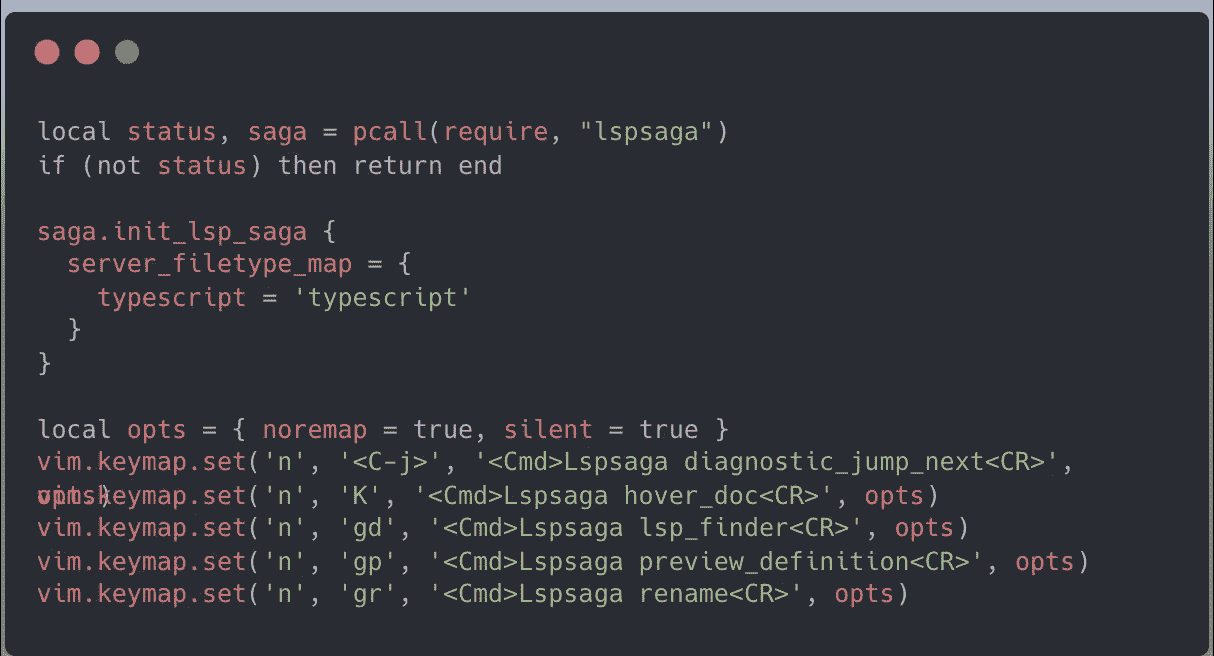 local status, saga = pcall(require, "lspsaga")
if (not status) then return end
saga.init_lsp_saga {
  server_filetype_map = {
    typescript = 'typescript'
  }
}
local opts = { noremap = true, silent = true }
vim.keymap.set('n', '<C-j>', '<Cmd>Lspsaga diagnostic_jump_next<CR>',
opts)
vim.keymap.set('n', 'K', '<Cmd>Lspsaga hover_doc<CR>', opts)
vim.keymap.set('n', 'gd', '<Cmd>Lspsaga lsp_finder<CR>', opts)
vim.keymap.set('n', 'gp', '<Cmd>Lspsaga preview_definition<CR>', opts)
vim.keymap.set('n', 'gr', '<Cmd>Lspsaga rename<CR>', opts)